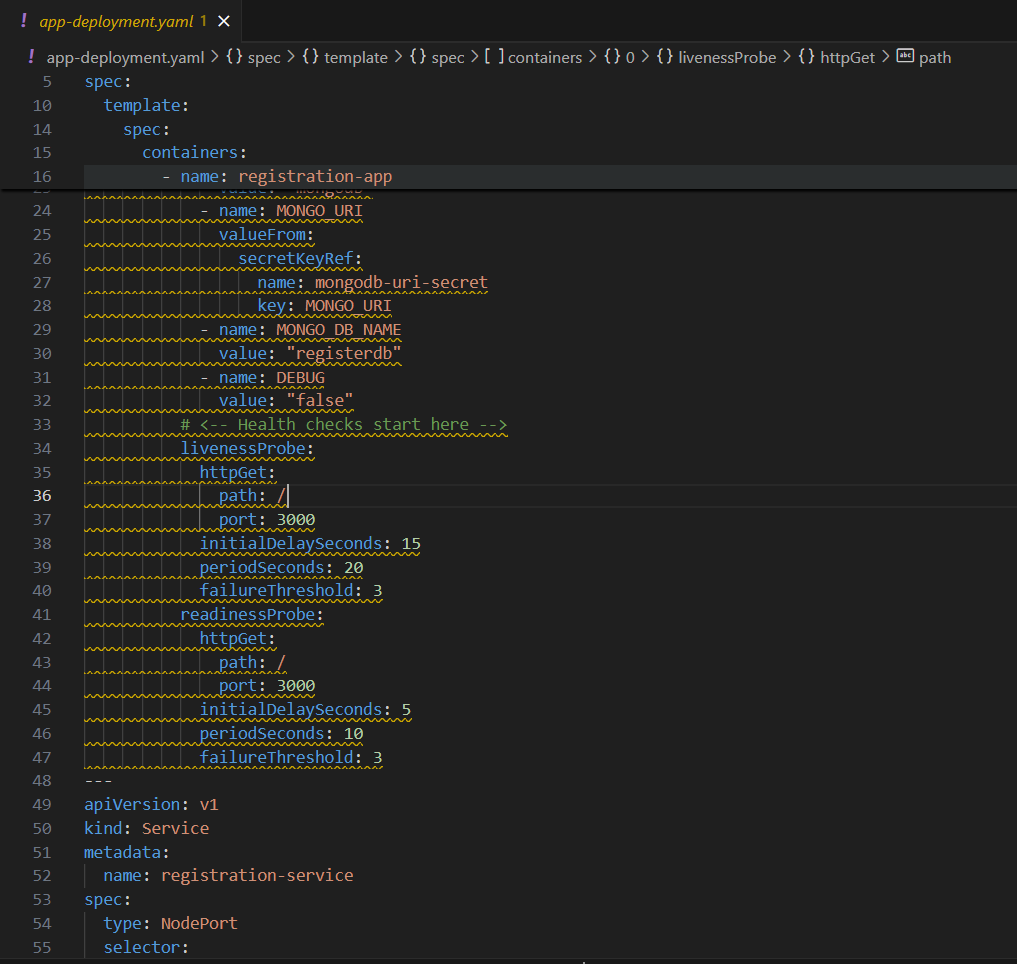 ! app-deployment.yaml 1 ×
! app-deployment.yaml > {} spec > {} template > {} spec > [ ] containers > {} 0 > {} livenessProbe > {} httpGet > abc path
5 spec:
10   template:
14     spec:
15       containers:
16         - name: registration-app
24             - name: MONGO_URI
25               valueFrom:
26                 secretKeyRef:
27                   name: mongodb-uri-secret
28                   key: MONGO_URI
29             - name: MONGO_DB_NAME
30               value: "registerdb"
31             - name: DEBUG
32               value: "false"
33           # <-- Health checks start here -->
34           livenessProbe:
35             httpGet:
36               path: /
37               port: 3000
38             initialDelaySeconds: 15
39             periodSeconds: 20
40             failureThreshold: 3
41           readinessProbe:
42             httpGet:
43               path: /
44               port: 3000
45             initialDelaySeconds: 5
46             periodSeconds: 10
47             failureThreshold: 3
48 ---
49 apiVersion: v1
50 kind: Service
51 metadata:
52   name: registration-service
53 spec:
54   type: NodePort
55   selector: